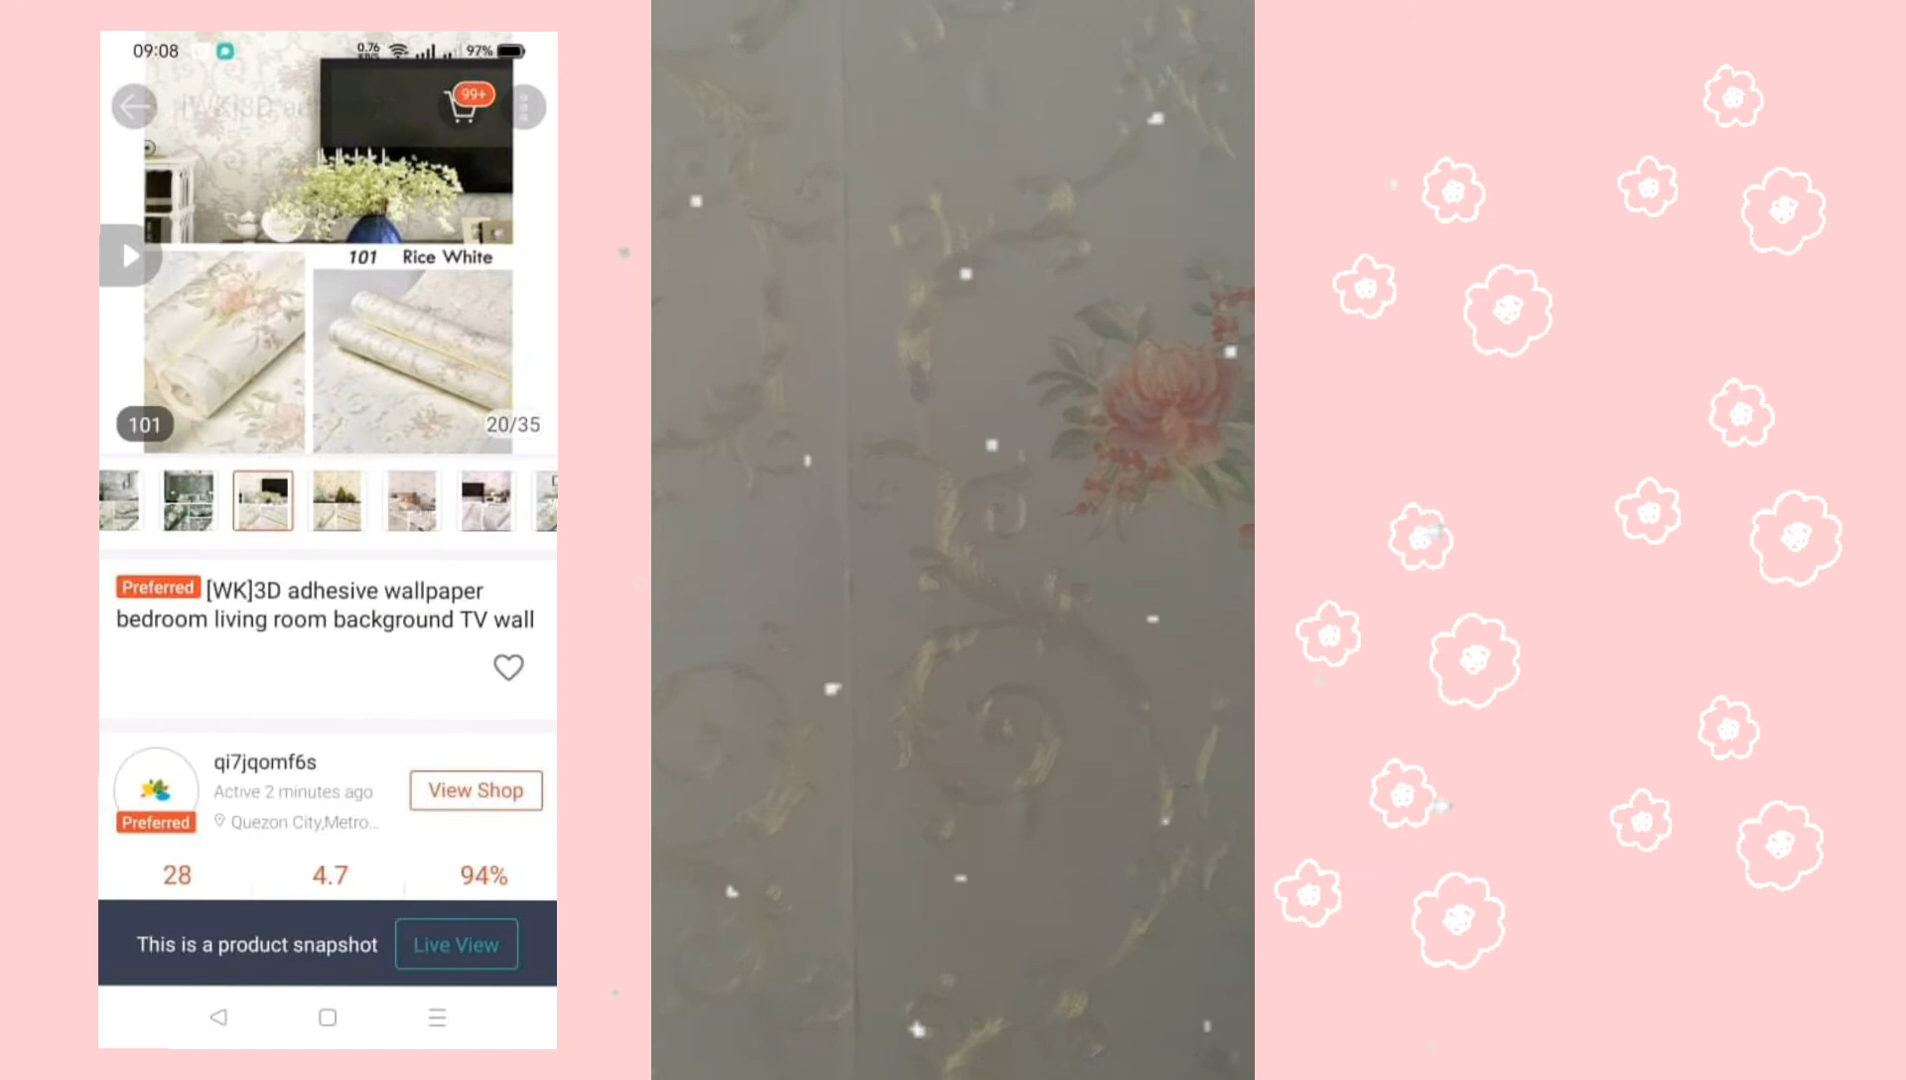 09:08
0.76
97%
99+
101 Rice White
101
20/35
Preferred [WK]3D adhesive wallpaper
bedroom living room background TV wall
qi7jqomf6s
Active 2 minutes ago
View Shop
Preferred
Quezon City,Metro...
28
4.7
94%
This is a product snapshot
Live View